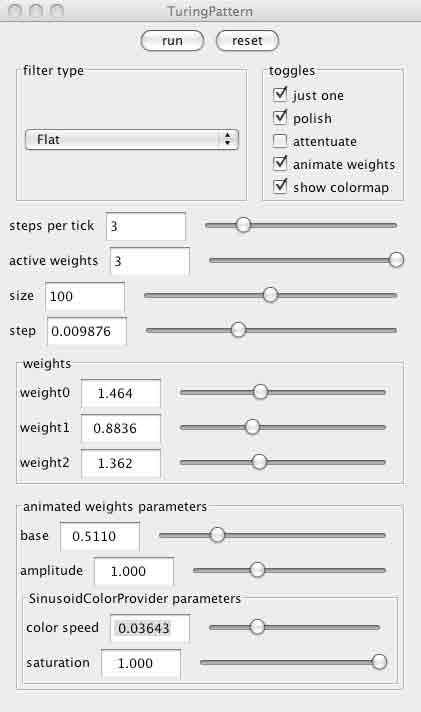 TuringPattern
run reset
filter type
Flat
toggles
just one
polish
attentuate
animate weights
show colormap
steps per tick 3
active weights 3
size 100
step 0.009876
weights
weight0 1.464
weight1 0.8836
weight2 1.362
animated weights parameters
base 0.5110
amplitude 1.000
SinusoidColorProvider parameters
color speed 0.03643
saturation 1.000